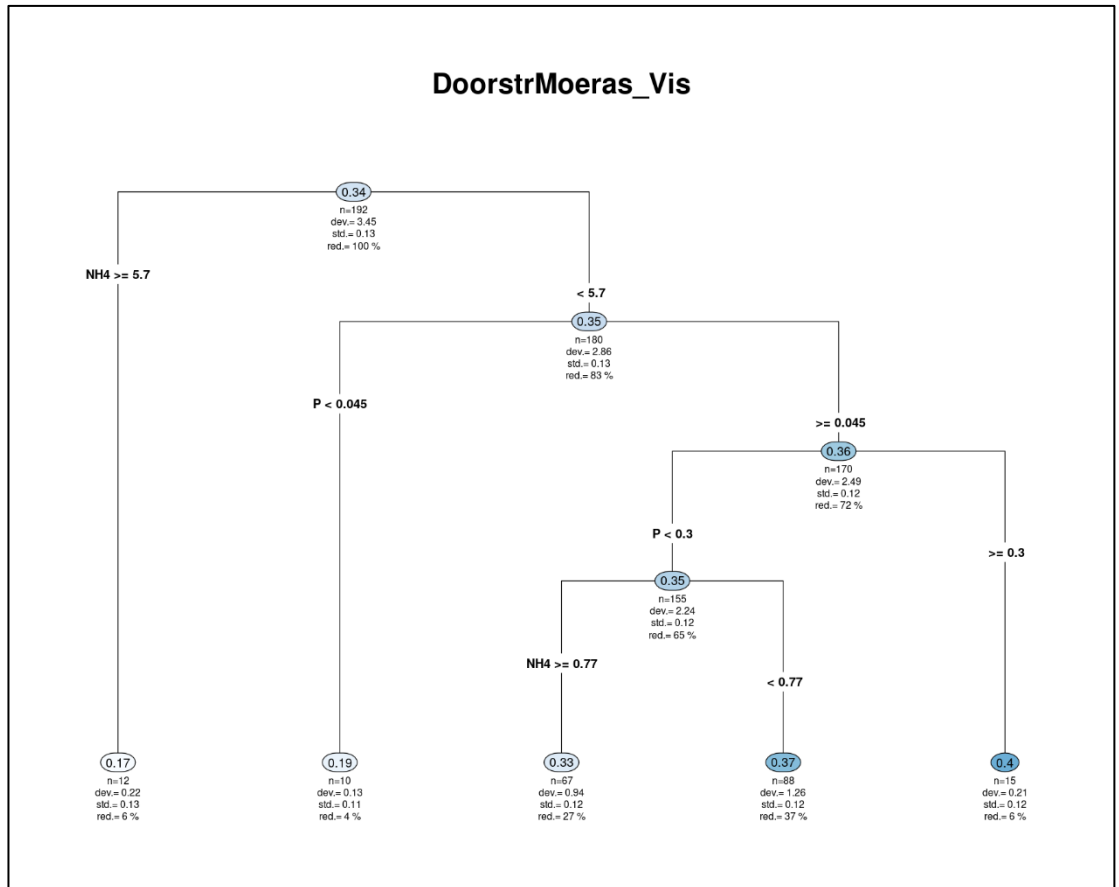 DoorstrMoeras_Vis
0.34
n=192
dev.= 3.45
std.= 0.13
red.= 100 %
NH4 >= 5.7
< 5.7
0.35
n=180
dev.= 2.86
std.= 0.13
red.= 83 %
P < 0.045
>= 0.045
0.36
n=170
dev.= 2.49
std.= 0.12
red.= 72 %
P < 0.3
>= 0.3
0.35
n=155
dev.= 2.24
std.= 0.12
red.= 65 %
NH4 >= 0.77
< 0.77
0.17
n=12
dev.= 0.22
std.= 0.13
red.= 6 %
0.19
n=10
dev.= 0.13
std.= 0.11
red.= 4 %
0.33
n=67
dev.= 0.94
std.= 0.12
red.= 27 %
0.37
n=88
dev.= 1.26
std.= 0.12
red.= 37 %
0.4
n=15
dev.= 0.21
std.= 0.12
red.= 6 %